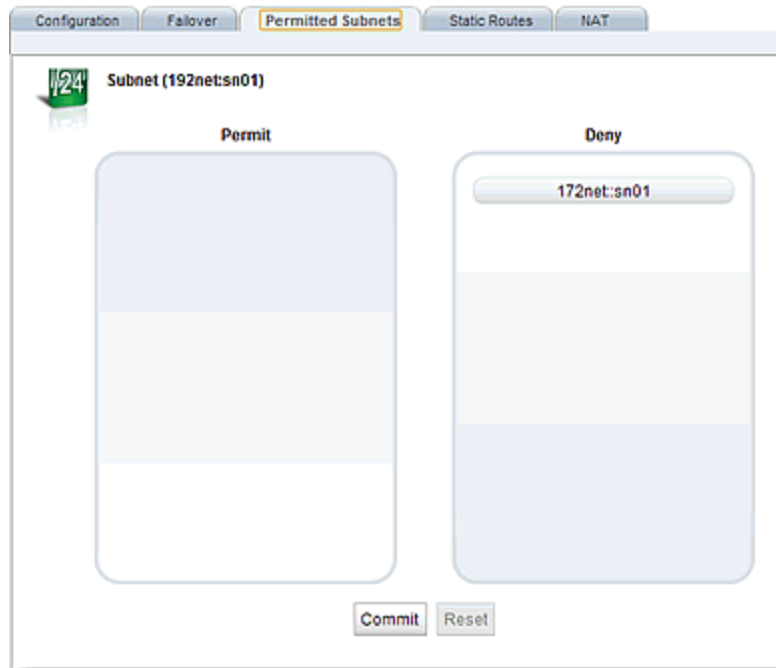 Configuration Failover Permitted Subnets Static Routes NAT
/24
Subnet (192net:sn01)
Permit Deny
172net::sn01
Commit Reset